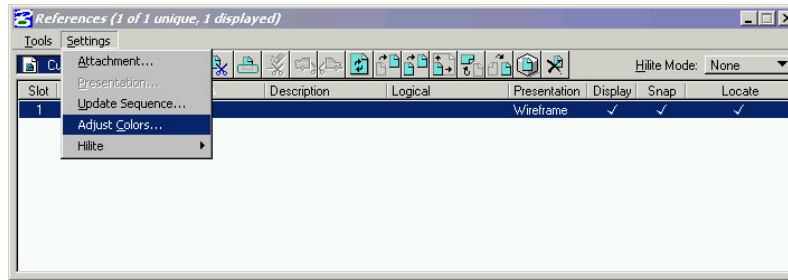 References (1 of 1 unique, 1 displayed)
Tools Settings
Cu Hilite Mode: None
Attachment...
Presentation...
Update Sequence...
Adjust Colors...
Hilite
Slot Description Logical Presentation Display Snap Locate
1 Wireframe ✓ ✓ ✓